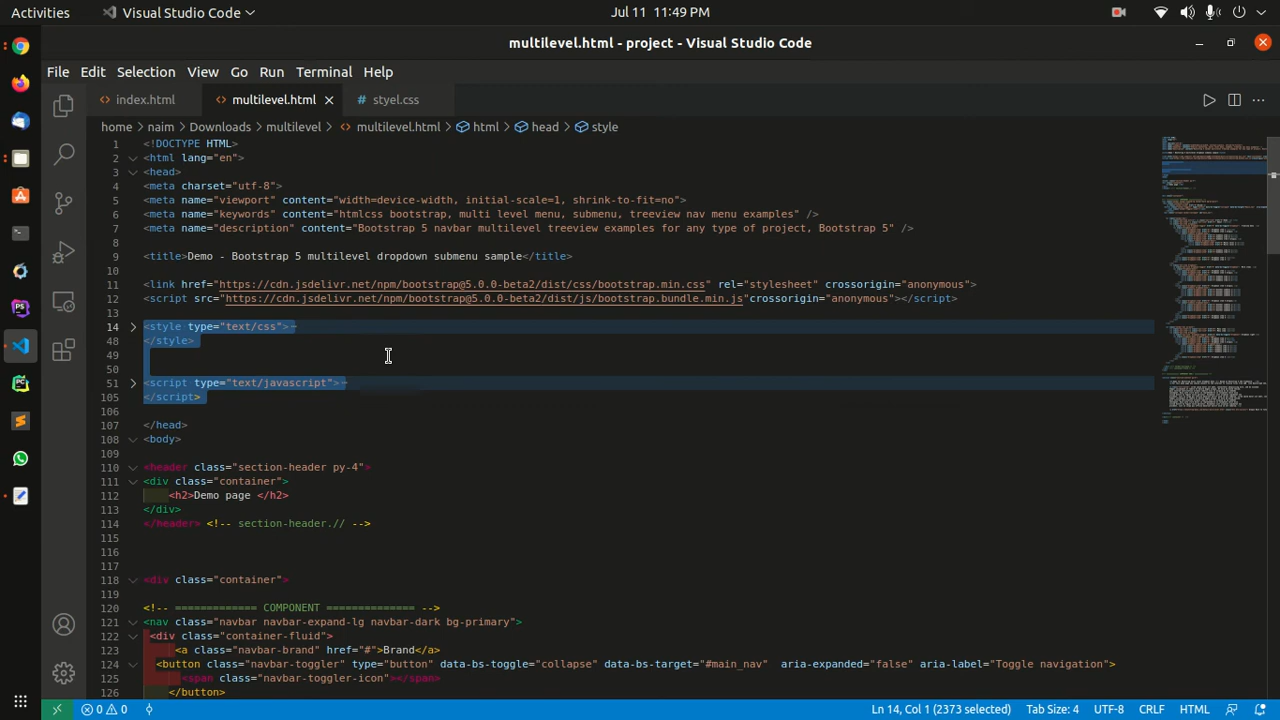 Activities
Visual Studio Code
Jul 11 11:49 PM
multilevel.html - project - Visual Studio Code
File Edit Selection View Go Run Terminal Help
index.html multilevel.html styel.css
home > naim > Downloads > multilevel > multilevel.html > html > head > style
1 <!DOCTYPE HTML>
2 <html lang="en">
3 <head>
4 <meta charset="utf-8">
5 <meta name="viewport" content="width=device-width, initial-scale=1, shrink-to-fit=no">
6 <meta name="keywords" content="htmlcss bootstrap, multi level menu, submenu, treeview nav menu examples" />
7 <meta name="description" content="Bootstrap 5 navbar multilevel treeview examples for any type of project, Bootstrap 5" />
8
9 <title>Demo - Bootstrap 5 multilevel dropdown submenu sample</title>
10
11 <link href="https://cdn.jsdelivr.net/npm/bootstrap@5.0.0-beta2/dist/css/bootstrap.min.css" rel="stylesheet" crossorigin="anonymous">
12 <script src="https://cdn.jsdelivr.net/npm/bootstrap@5.0.0-beta2/dist/js/bootstrap.bundle.min.js"crossorigin="anonymous"></script>
13
14 <style type="text/css">
48 </style>
49
50
51 <script type="text/javascript">
105 </script>
106
107 </head>
108 <body>
109
110 <header class="section-header py-4">
111 <div class="container">
112 <h2>Demo page </h2>
113 </div>
114 </header> <!-- section-header.// -->
115
116
117
118 <div class="container">
119
120 <!-- ============= COMPONENT ============== -->
121 <nav class="navbar navbar-expand-lg navbar-dark bg-primary">
122 <div class="container-fluid">
123 <a class="navbar-brand" href="#">Brand</a>
124 <button class="navbar-toggler" type="button" data-bs-toggle="collapse" data-bs-target="#main_nav" aria-expanded="false" aria-label="Toggle navigation">
125 <span class="navbar-toggler-icon"></span>
126 </button>
0 0 Ln 14, Col 1 (2373 selected) Tab Size: 4 UTF-8 CRLF HTML